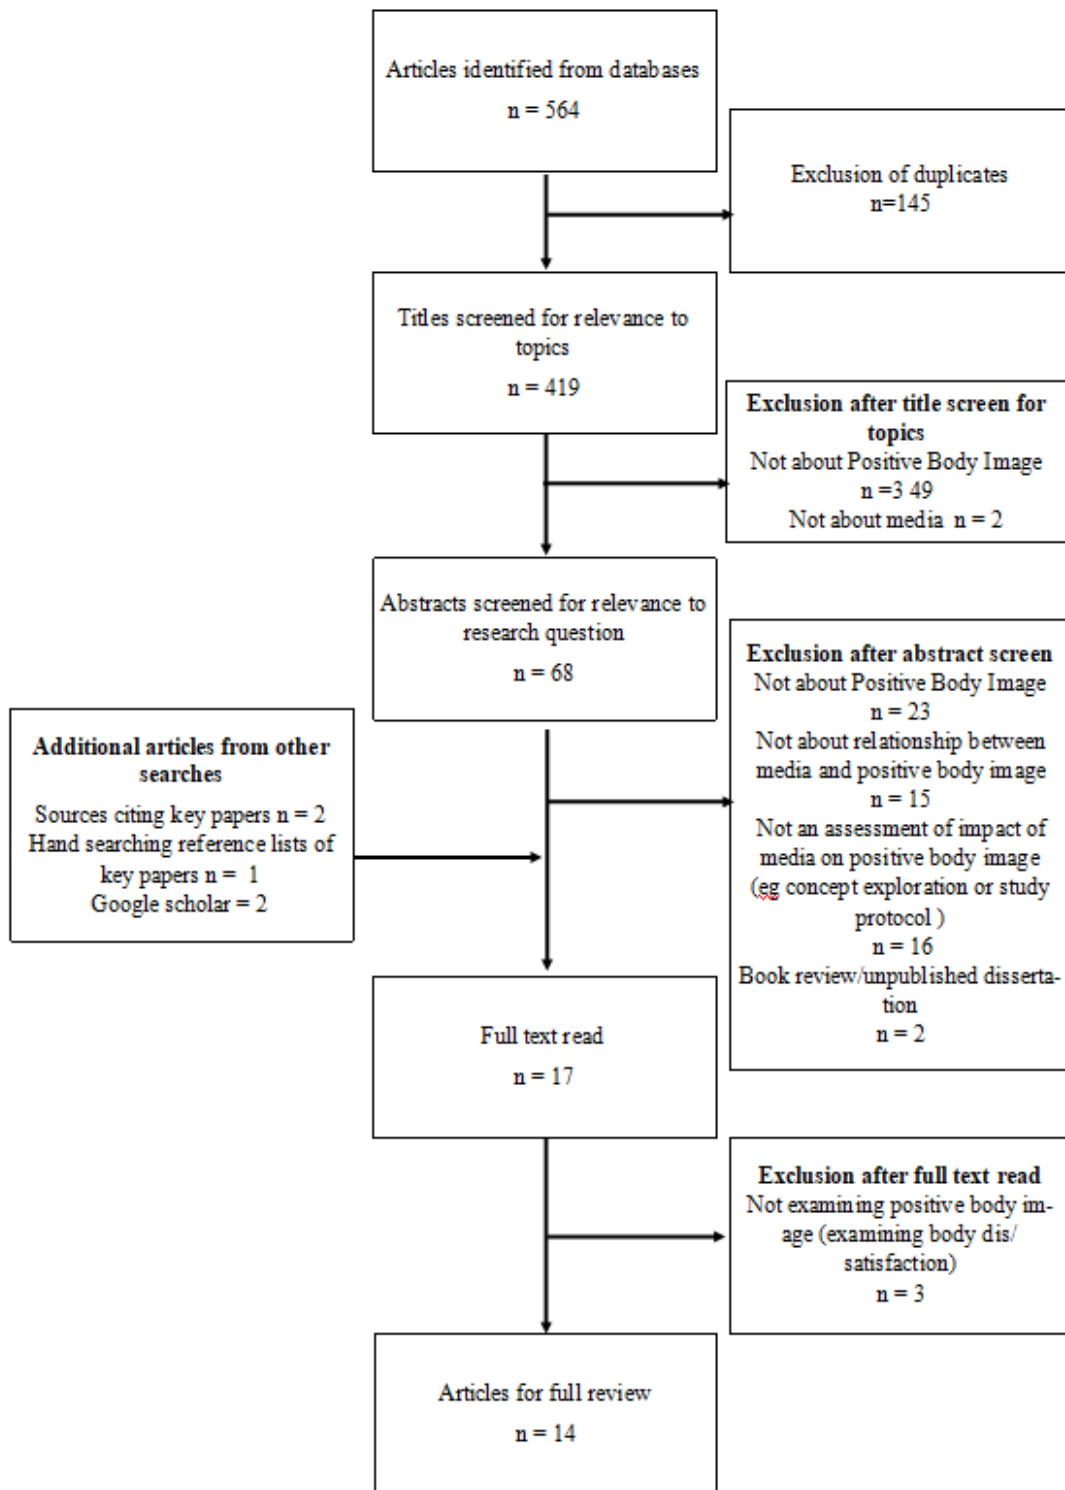 Articles identified from databases
n = 564
Exclusion of duplicates
n=145
Titles screened for relevance to
topics
n = 419
Exclusion after title screen for
topics
Not about Positive Body Image
n =3 49
Not about media n = 2
Abstracts screened for relevance to
research question
n = 68
Exclusion after abstract screen
Not about Positive Body Image
n = 23
Not about relationship between
media and positive body image
n = 15
Not an assessment of impact of
media on positive body image
(eg concept exploration or study
protocol )
n = 16
Book review/unpublished disserta-
tion
n = 2
Additional articles from other
searches
Sources citing key papers n = 2
Hand searching reference lists of
key papers n = 1
Google scholar = 2
Full text read
n = 17
Exclusion after full text read
Not examining positive body im-
age (examining body dis/
satisfaction)
n = 3
Articles for full review
n = 14